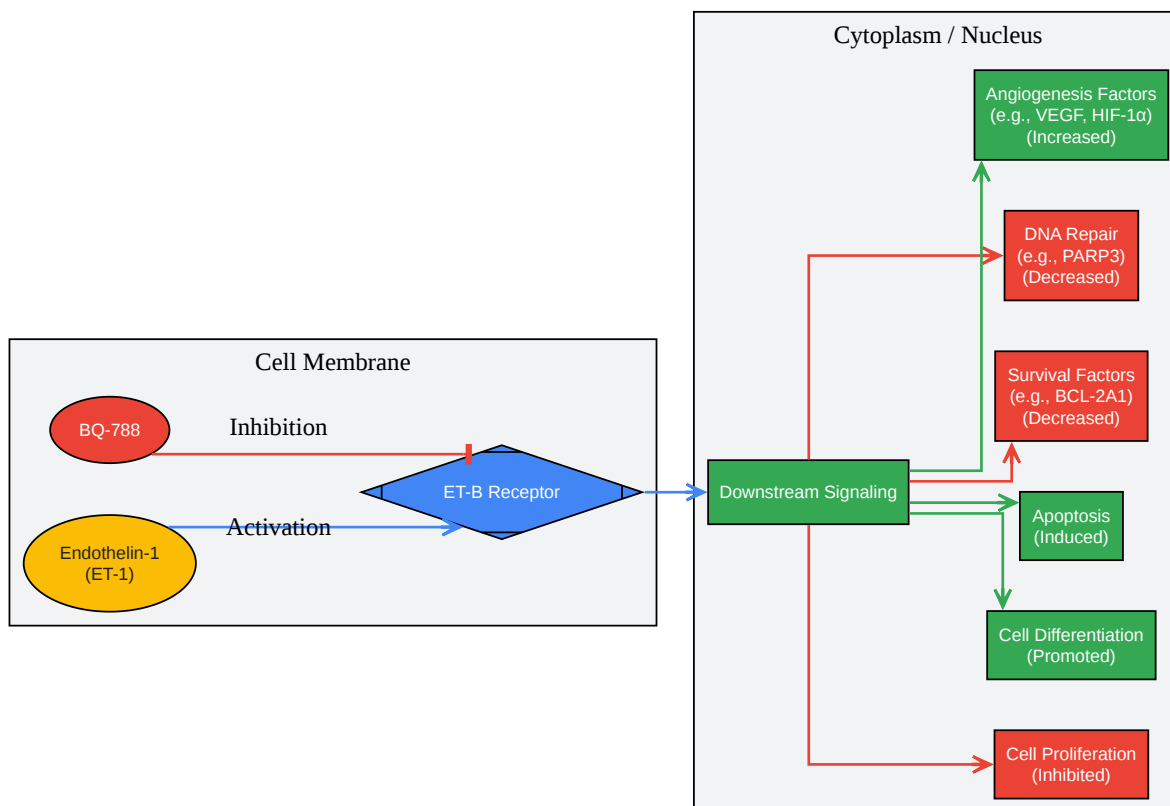 Cytoplasm / Nucleus
Angiogenesis Factors
(e.g., VEGF, HIF-1α)
(Increased)
DNA Repair
(e.g., PARP3)
(Decreased)
Cell Membrane
Survival Factors
(e.g., BCL-2A1)
(Decreased)
BQ-788
Inhibition
ET-B Receptor
Downstream Signaling
Activation
Endothelin-1
(ET-1)
Apoptosis
(Induced)
Cell Differentiation
(Promoted)
Cell Proliferation
(Inhibited)